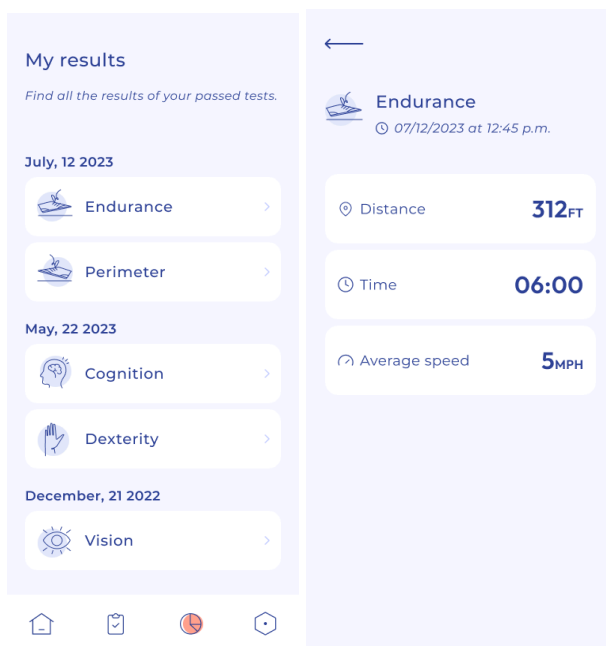 My results
Find all the results of your passed tests.
July, 12 2023
Endurance
Perimeter
May, 22 2023
Cognition
Dexterity
December, 21 2022
Vision
Endurance
07/12/2023 at 12:45 p.m.
Distance 312FT
Time 06:00
Average speed 5MPH